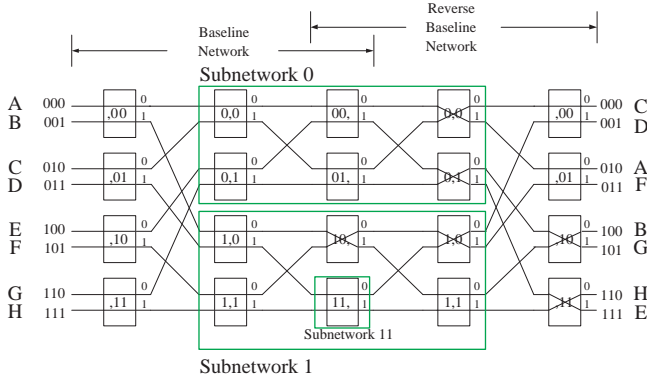 Reverse
Baseline Baseline
Network Network
Subnetwork 0
A 000 ,00 0 0,0 0 00, 0 0,0 0 ,00 0 000 C
B 001 1 1 1 1 1 001 D
C 010 ,01 0 0,1 0 01, 0 0,1 0 ,01 0 010 A
D 011 1 1 1 1 1 011 F
E 100 ,10 0 1,0 0 10, 0 1,0 0 ,10 0 100 B
F 101 1 1 1 1 1 101 G
G 110 ,11 0 1,1 0 11, 0 1,1 0 ,11 0 110 H
H 111 1 1 1 1 1 111 E
Subnetwork 11
Subnetwork 1